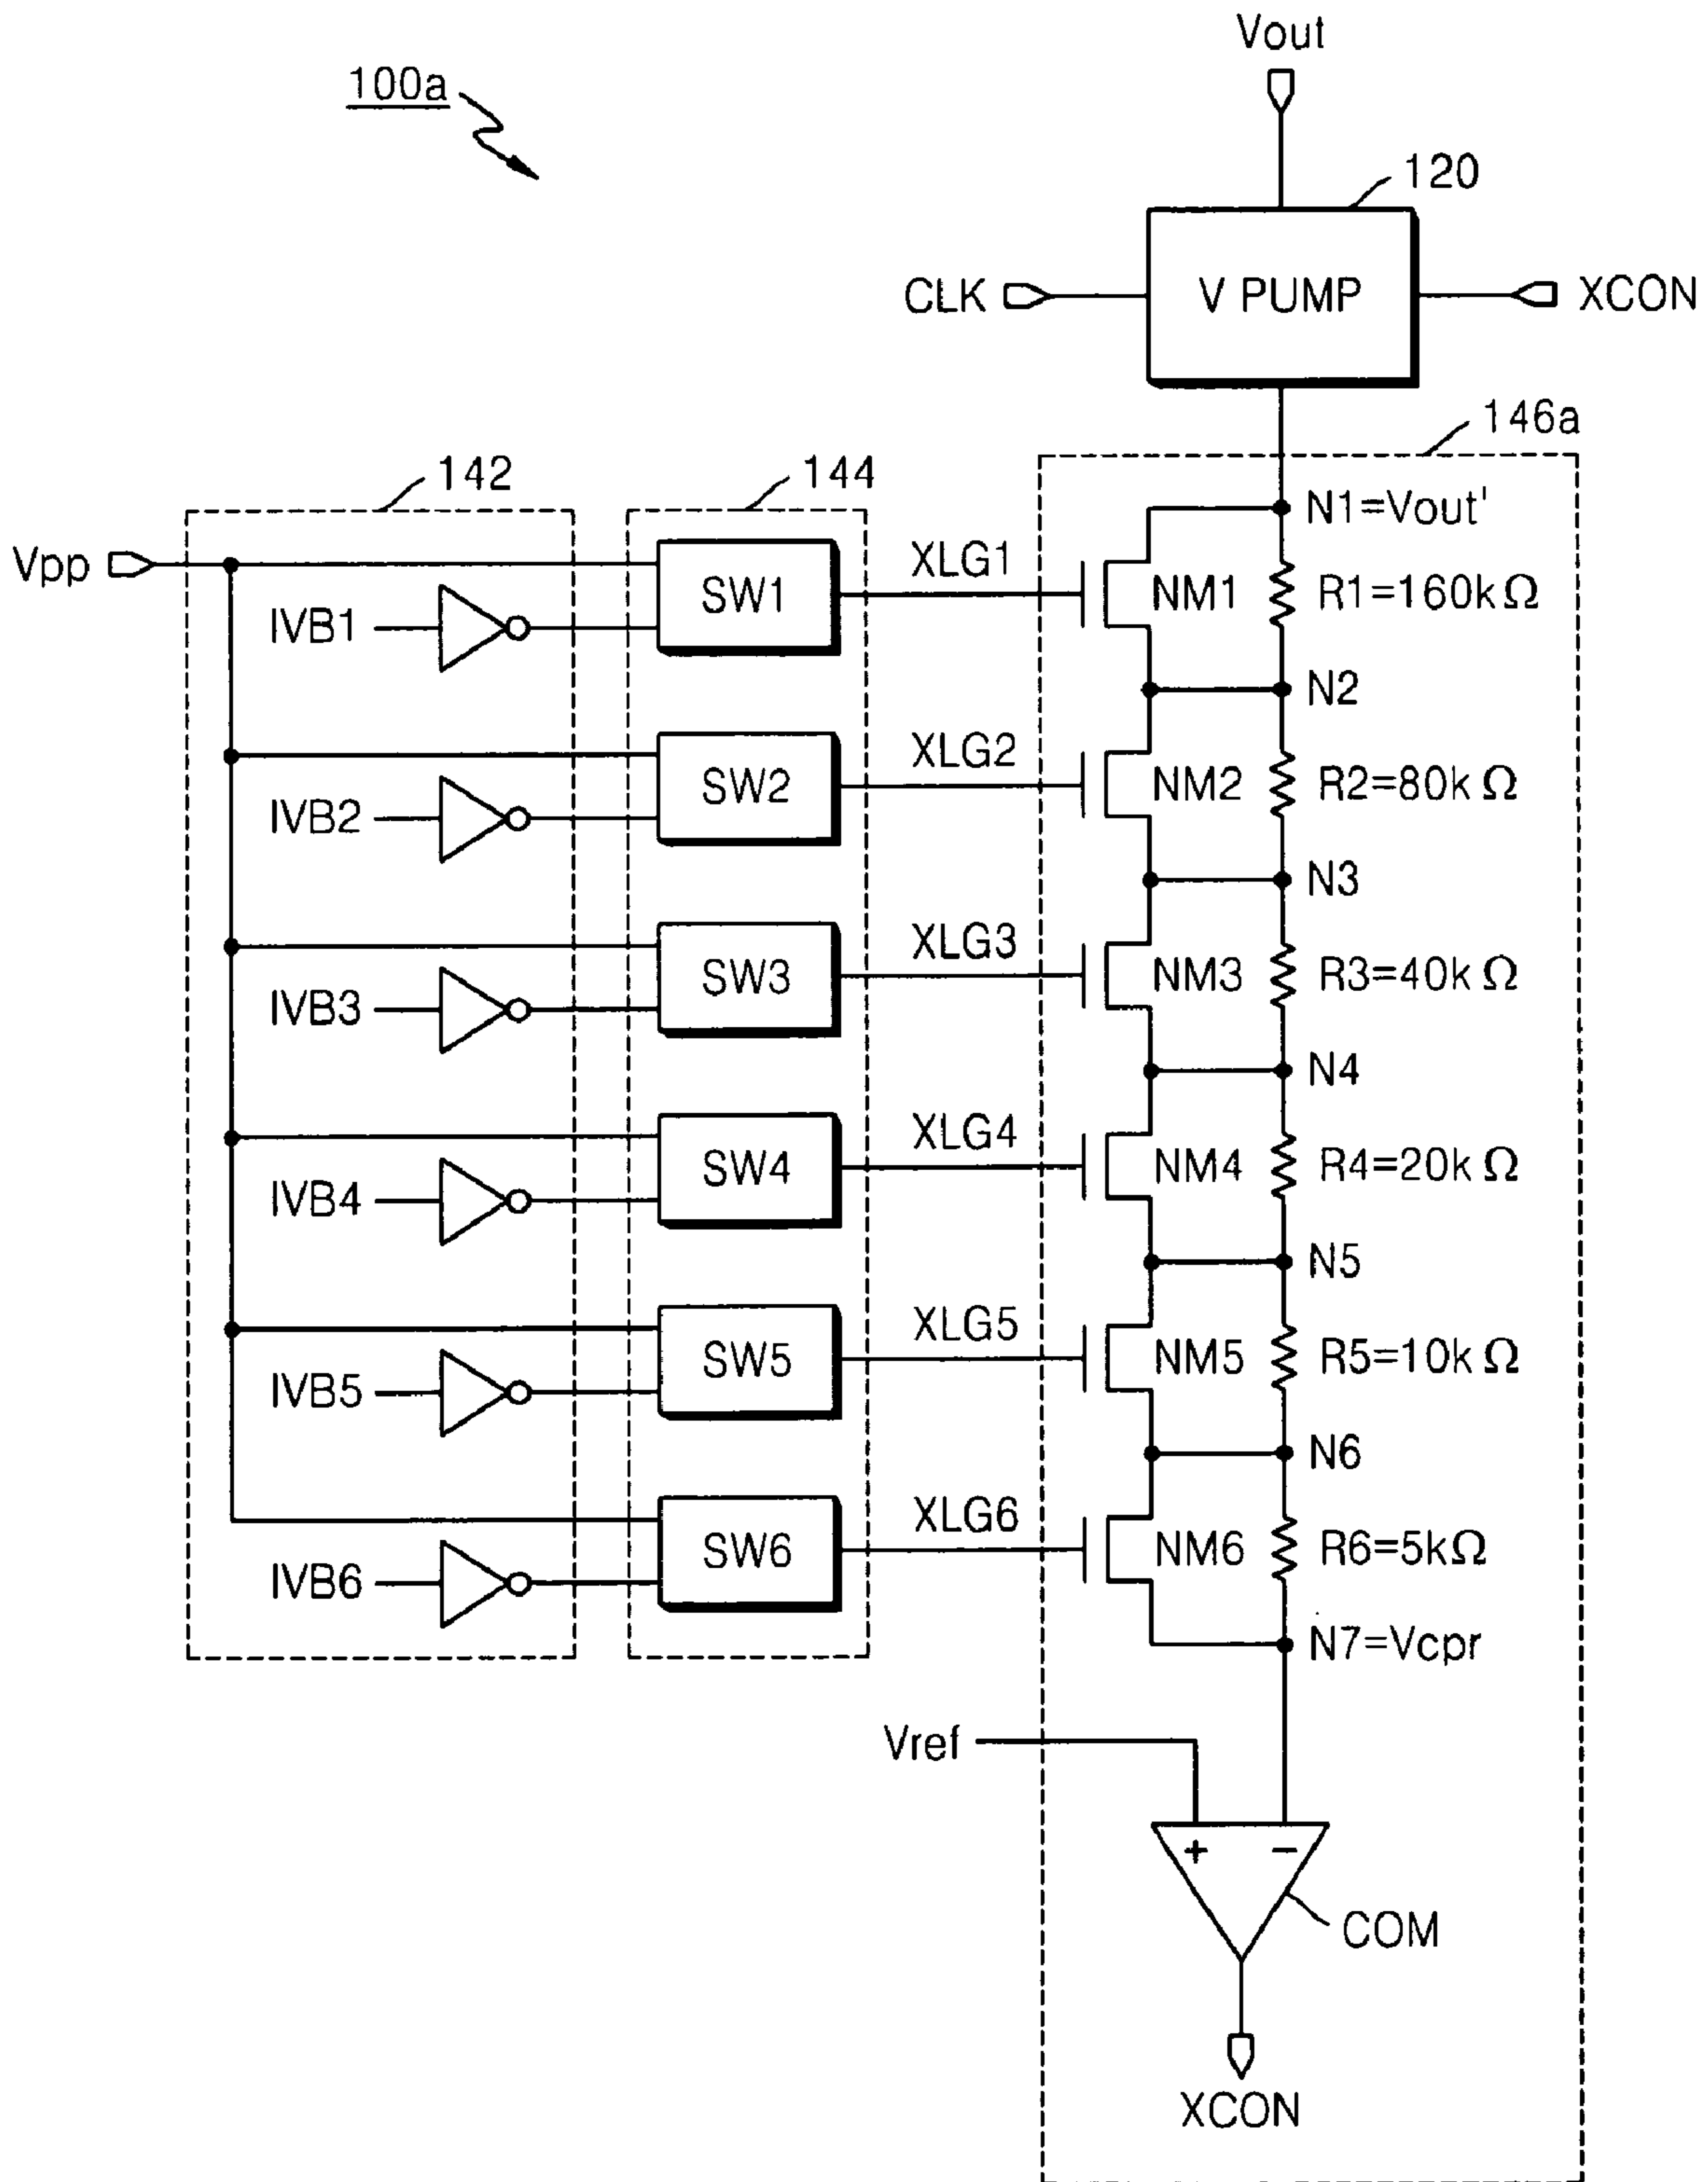 Vout
100a
120
CLK
V PUMP
XCON
146a
142
144
N1=Vout'
Vpp
IVB1
SW1
XLG1
NM1
R1=160kΩ
N2
IVB2
SW2
XLG2
NM2
R2=80kΩ
N3
IVB3
SW3
XLG3
NM3
R3=40kΩ
N4
IVB4
SW4
XLG4
NM4
R4=20kΩ
N5
IVB5
SW5
XLG5
NM5
R5=10kΩ
N6
IVB6
SW6
XLG6
NM6
R6=5kΩ
N7=Vcpr
Vref
+
−
COM
XCON